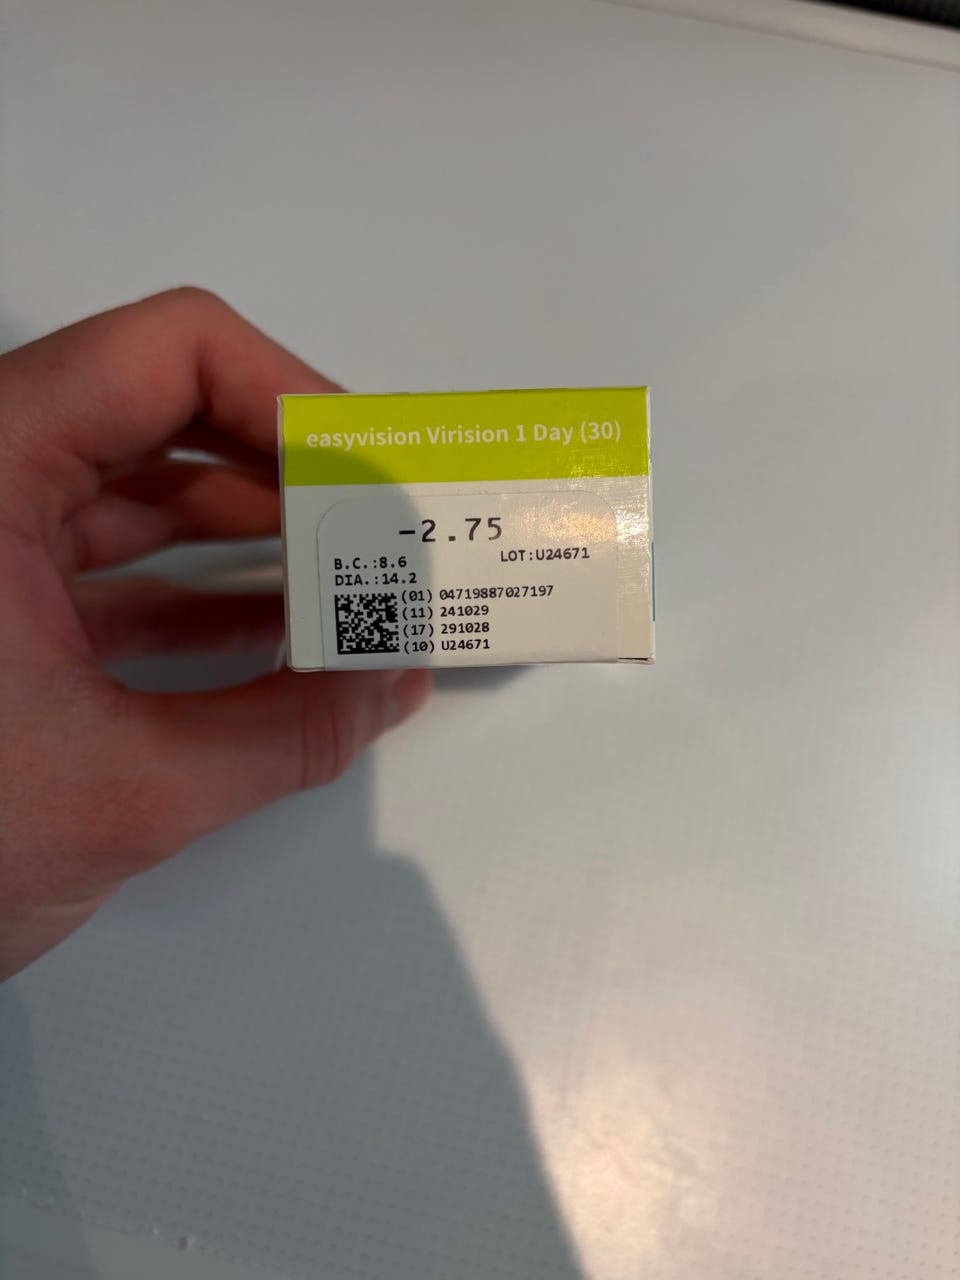 easyvision Virision 1 Day (30)
-2.75
B.C.:8.6
LOT:U24671
DIA.:14.2
(01) 04719887027197
(11) 241029
(17) 291028
(10) U24671